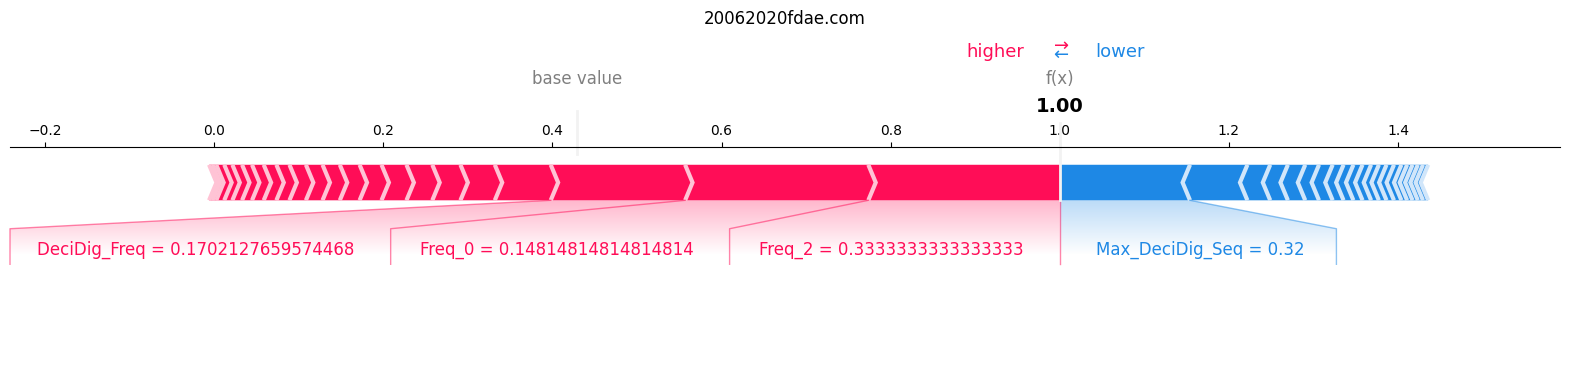 20062020fdae.com
higher ⇄ lower
base value
f(x)
1.00
−0.2 0.0 0.2 0.4 0.6 0.8 1.0 1.2 1.4
DeciDig_Freq = 0.1702127659574468
Freq_0 = 0.14814814814814814
Freq_2 = 0.3333333333333333
Max_DeciDig_Seq = 0.32